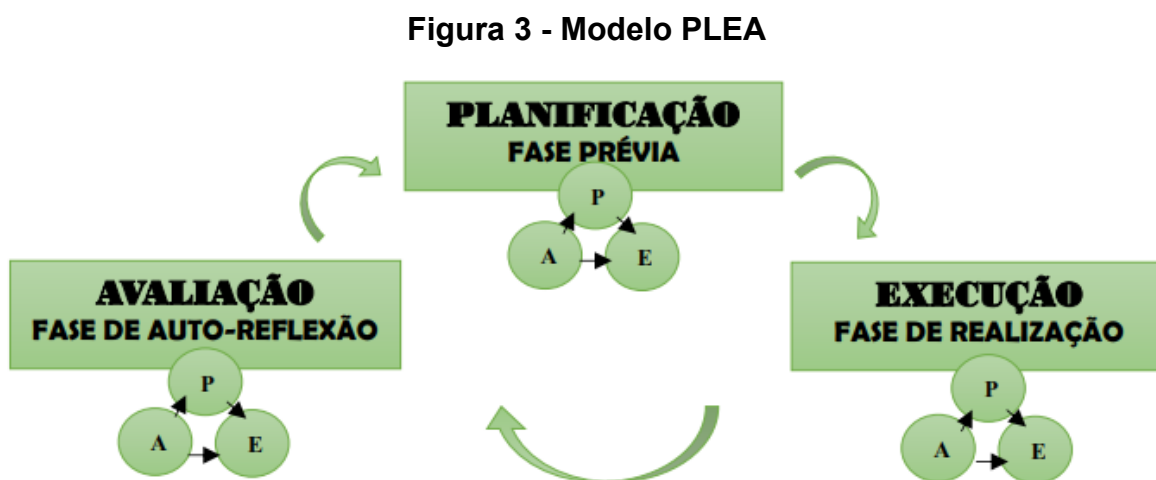 Figura 3 - Modelo PLEA
PLANIFICAÇÃO
FASE PRÉVIA
P
A
E
AVALIAÇÃO
FASE DE AUTO-REFLEXÃO
P
A
E
EXECUÇÃO
FASE DE REALIZAÇÃO
P
A
E